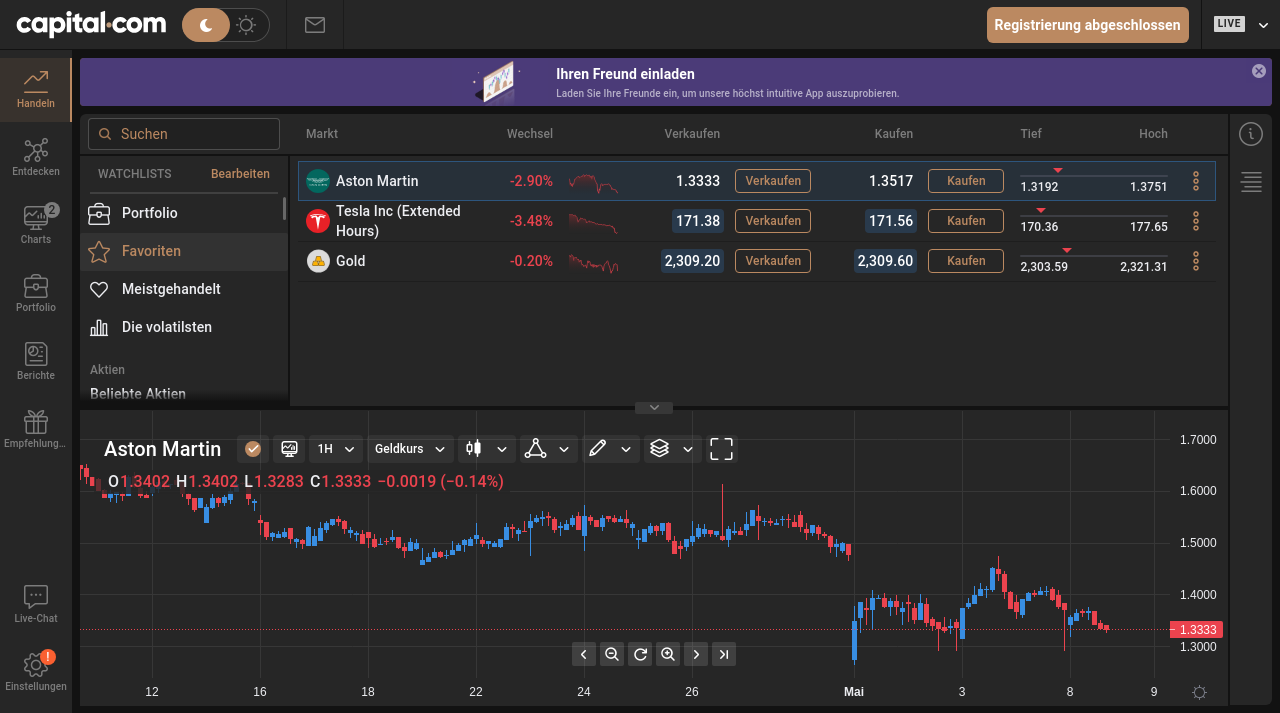 capital.com
Registrierung abgeschlossen
LIVE
Ihren Freund einladen
Laden Sie Ihre Freunde ein, um unsere höchst intuitive App auszuprobieren.
Handeln
Entdecken
2
Charts
Portfolio
Berichte
Empfehlung...
Live-Chat
!
Einstellungen
Suchen
WATCHLISTS Bearbeiten
Portfolio
Favoriten
Meistgehandelt
Die volatilsten
Aktien
Beliebte Aktien
Markt Wechsel Verkaufen Kaufen Tief Hoch
Aston Martin -2.90% 1.3333 Verkaufen 1.3517 Kaufen 1.3192 1.3751
Tesla Inc (Extended
Hours) -3.48% 171.38 Verkaufen 171.56 Kaufen 170.36 177.65
Gold -0.20% 2,309.20 Verkaufen 2,309.60 Kaufen 2,303.59 2,321.31
Aston Martin 1H Geldkurs
O1.3402 H1.3402 L1.3283 C1.3333 −0.0019 (−0.14%)
1.7000
1.6000
1.5000
1.4000
1.3333
1.3000
12 16 18 22 24 26 Mai 3 8 9